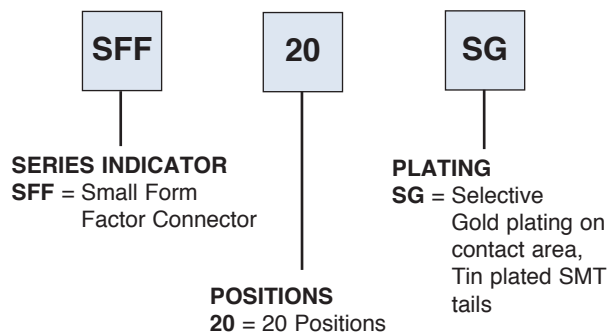 SFF 20 SG
SERIES INDICATOR
SFF = Small Form
Factor Connector
POSITIONS
20 = 20 Positions
PLATING
SG = Selective
Gold plating on
contact area,
Tin plated SMT
tails